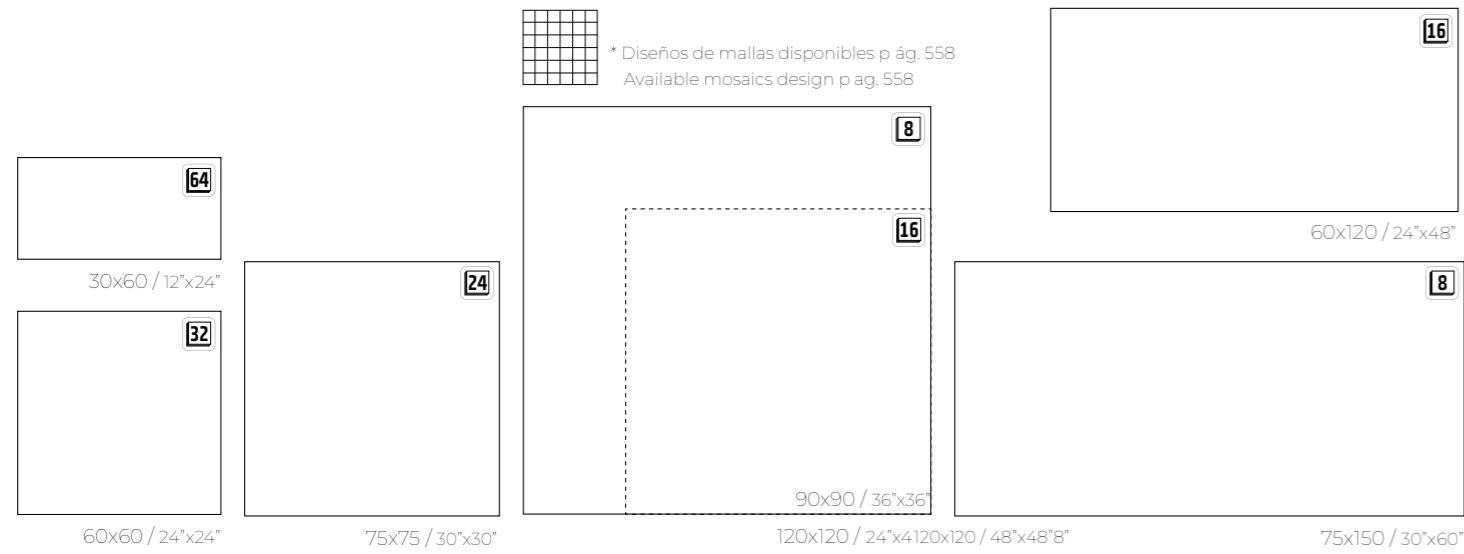 * Diseños de mallas disponibles p ág. 558
Available mosaics design p ag. 558
16
60x120 / 24”x48”
8
16
90x90 / 36”x36”
120x120 / 24”x4120x120 / 48”x48”8”
64
30x60 / 12”x24”
32
60x60 / 24”x24”
24
75x75 / 30”x30”
8
75x150 / 30”x60”